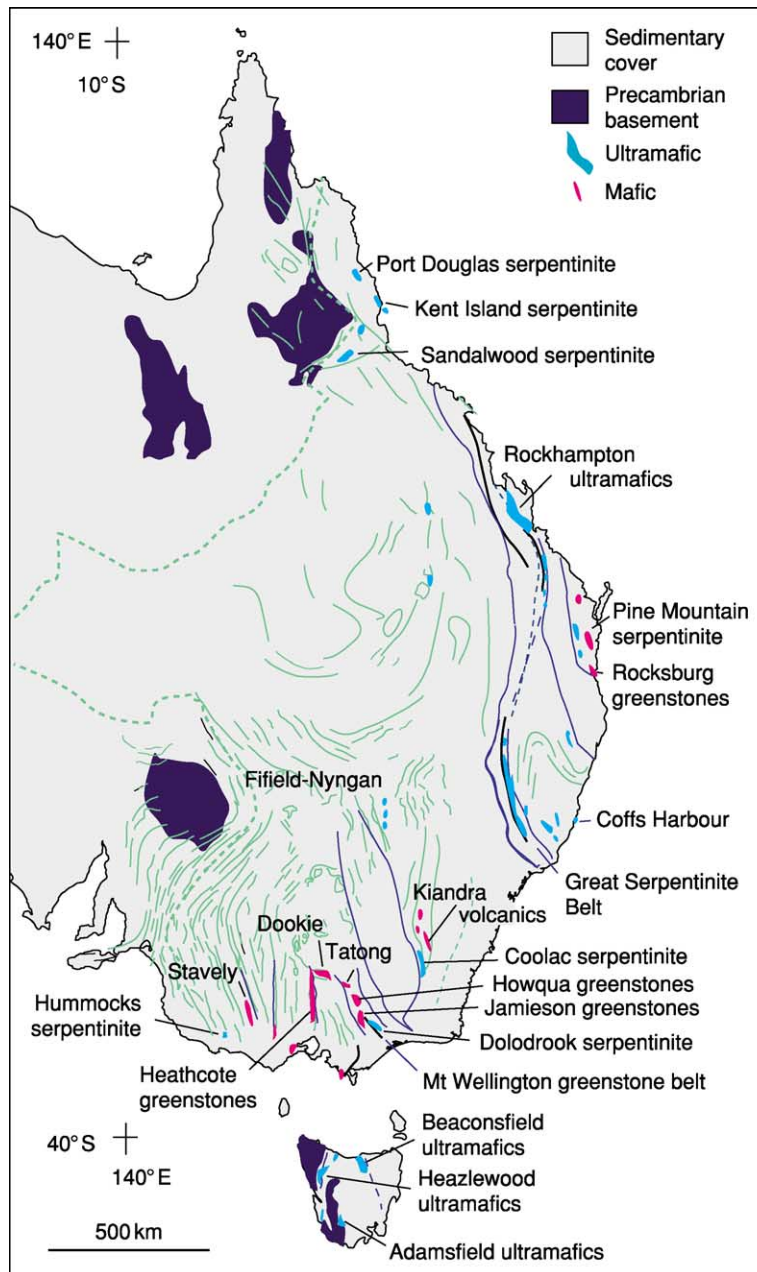 140° E
10° S
Sedimentary
cover
Precambrian
basement
Ultramafic
Mafic
Port Douglas serpentinite
Kent Island serpentinite
Sandalwood serpentinite
Rockhampton
ultramafics
Pine Mountain
serpentinite
Rocksburg
greenstones
Fifield-Nyngan
Coffs Harbour
Great Serpentinite
Belt
Kiandra
volcanics
Dookie
Tatong
Coolac serpentinite
Stavely
Howqua greenstones
Jamieson greenstones
Hummocks
serpentinite
Dolodrook serpentinite
Heathcote
greenstones
Mt Wellington greenstone belt
Beaconsfield
ultramafics
40° S
140° E
Heazlewood
ultramafics
500 km
Adamsfield ultramafics